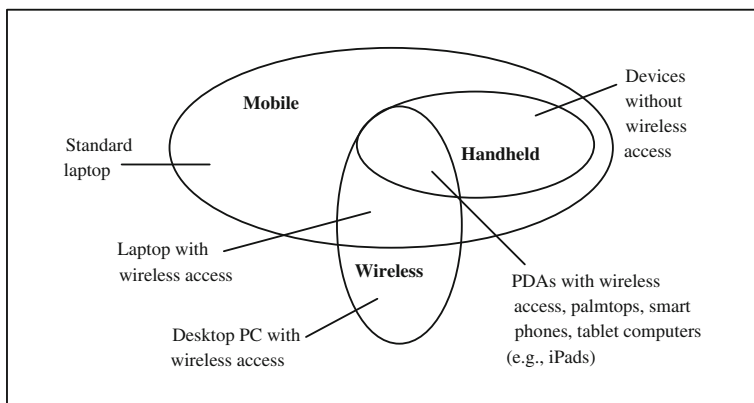 Mobile
Devices
without
wireless
access
Standard
laptop
Handheld
Laptop with
wireless access
Wireless
PDAs with wireless
access, palmtops, smart
phones, tablet computers
(e.g., iPads)
Desktop PC with
wireless access